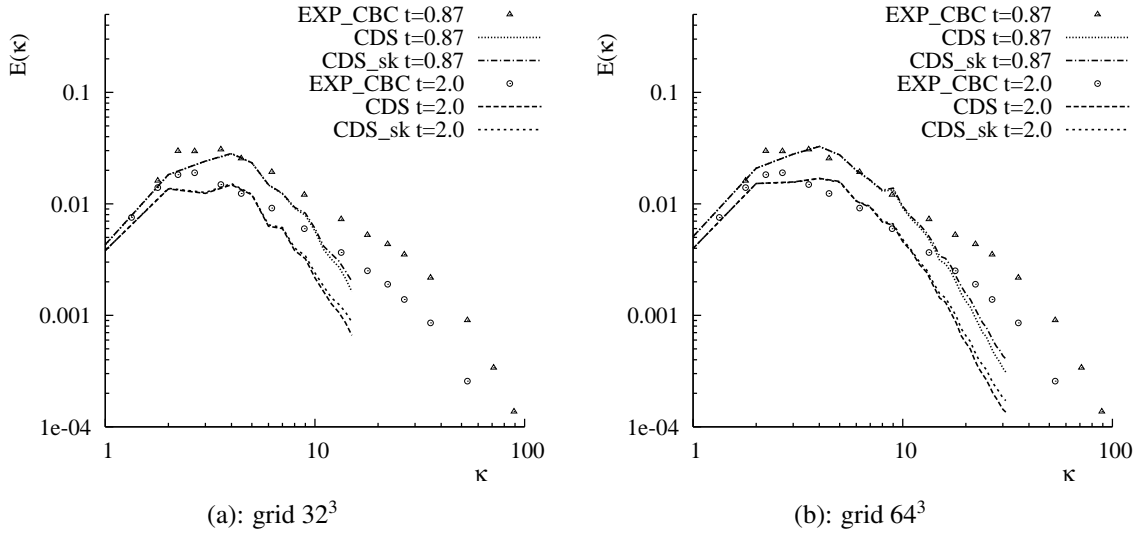 EXP_CBC t=0.87
CDS t=0.87
CDS_sk t=0.87
EXP_CBC t=2.0
CDS t=2.0
CDS_sk t=2.0
E(κ)
0.1
0.01
0.001
1e-04
1 10 100
κ
(a): grid 32³
EXP_CBC t=0.87
CDS t=0.87
CDS_sk t=0.87
EXP_CBC t=2.0
CDS t=2.0
CDS_sk t=2.0
E(κ)
0.1
0.01
0.001
1e-04
1 10 100
κ
(b): grid 64³